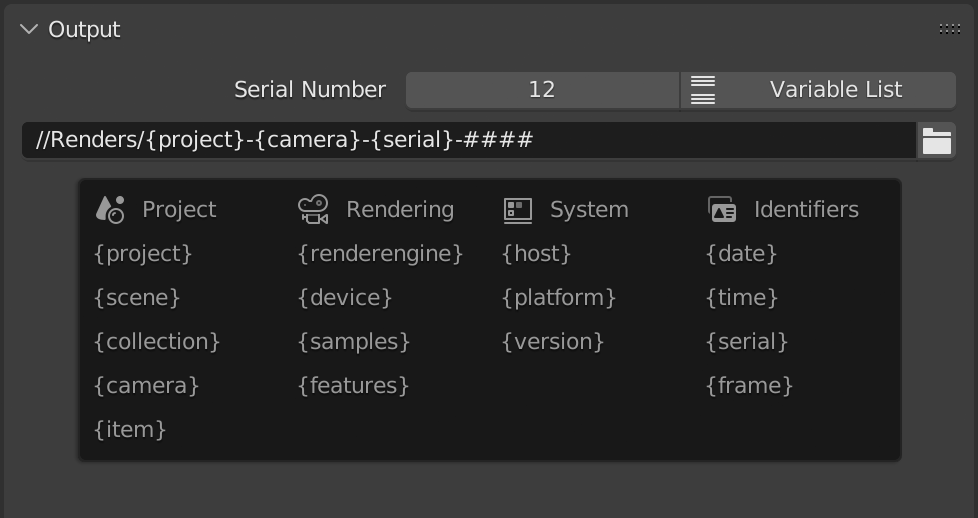 Output
Serial Number 12 Variable List
//Renders/{project}-{camera}-{serial}-####
Project Rendering System Identifiers
{project} {renderengine} {host} {date}
{scene} {device} {platform} {time}
{collection} {samples} {version} {serial}
{camera} {features} {frame}
{item}